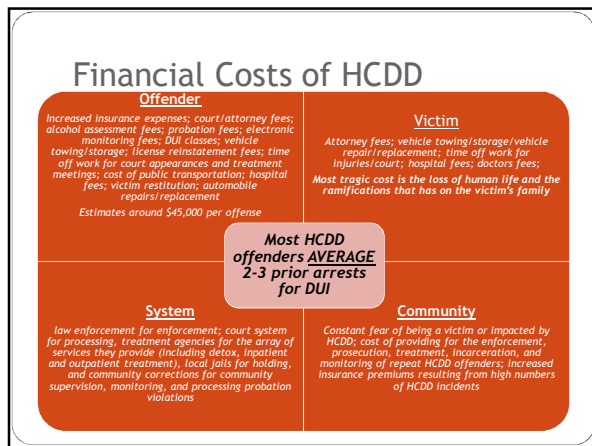 Financial Costs of HCDD
Offender
Increased insurance expenses; court/attorney fees;
alcohol assessment fees; probation fees; electronic
monitoring fees; DUI classes; vehicle
towing/storage; license reinstatement fees; time
off work for court appearances and treatment
meetings; cost of public transportation; hospital
fees; victim restitution; automobile
repairs/replacement
Estimates around $45,000 per offense
Victim
Attorney fees; vehicle towing/storage/vehicle
repair/replacement; time off work for
injuries/court; hospital fees; doctors fees;
Most tragic cost is the loss of human life and the
ramifications that has on the victim's family
Most HCDD
offenders AVERAGE
2-3 prior arrests
for DUI
System
law enforcement for enforcement; court system
for processing, treatment agencies for the array of
services they provide (including detox, inpatient
and outpatient treatment), local jails for holding,
and community corrections for community
supervision, monitoring, and processing probation
violations
Community
Constant fear of being a victim or impacted by
HCDD; cost of providing for the enforcement,
prosecution, treatment, incarceration, and
monitoring of repeat HCDD offenders; increased
insurance premiums resulting from high numbers
of HCDD incidents